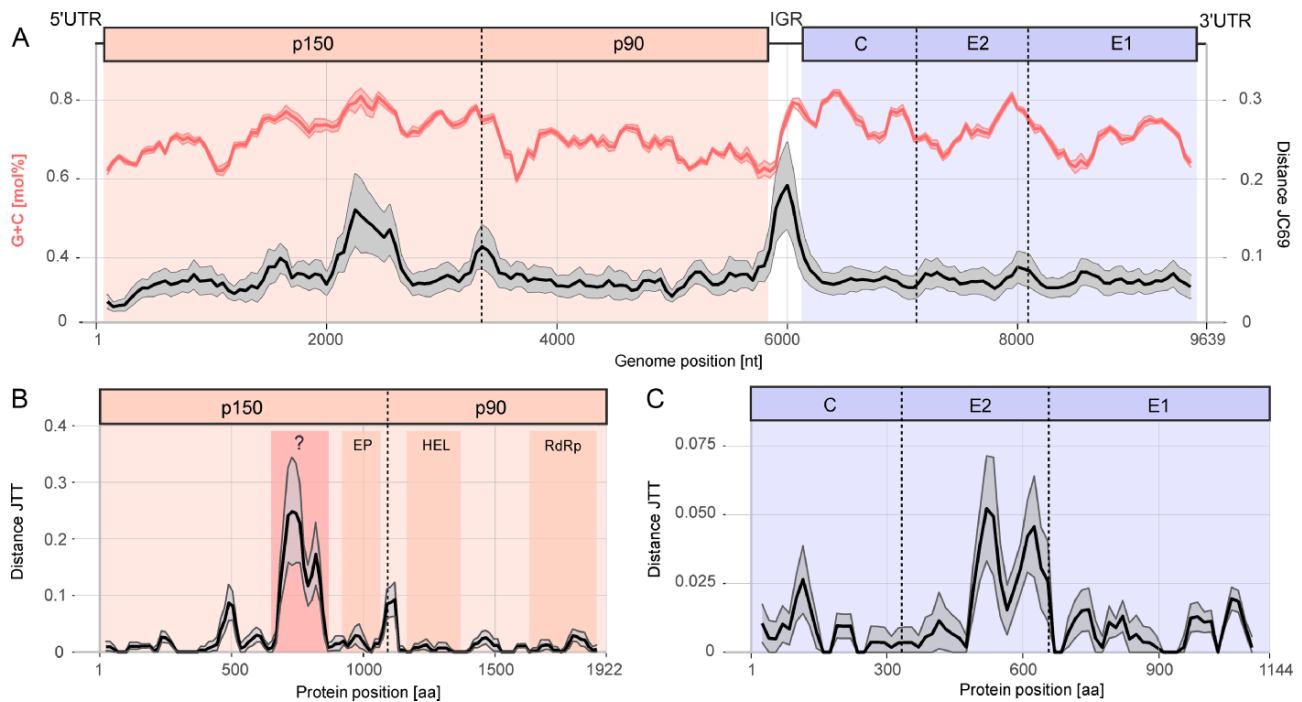 5'UTR
IGR
3'UTR
A
p150
p90
C
E2
E1
G+C [mol%]
0.8
0.6
0.4
0
0.3
0.2
0.1
0
Distance JC69
1
2000
4000
6000
8000
9639
Genome position [nt]
B
p150
p90
?
EP
HEL
RdRp
Distance JTT
0.4
0.3
0.2
0.1
0
1
500
1000
1500
1922
Protein position [aa]
C
C
E2
E1
Distance JTT
0.075
0.050
0.025
0
1
300
600
900
1144
Protein position [aa]